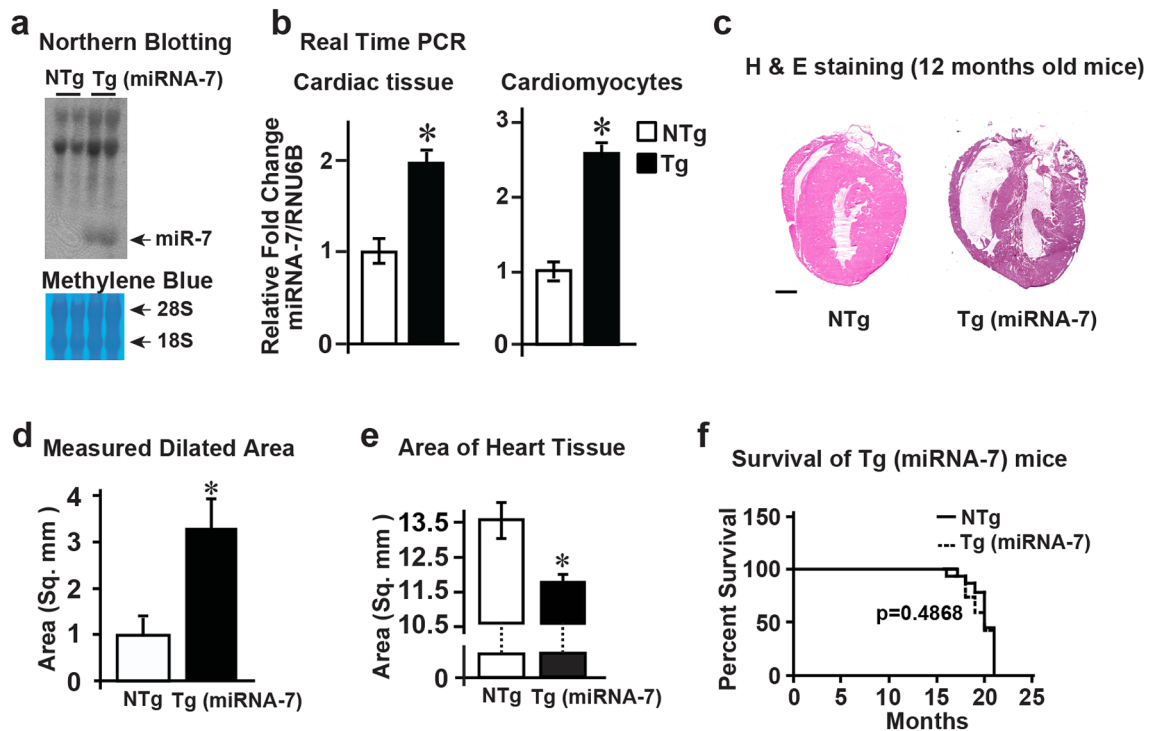 a
Northern Blotting
NTg Tg (miRNA-7)
miR-7
Methylene Blue
28S
18S
b
Real Time PCR
Cardiac tissue
Relative Fold Change
miRNA-7/RNU6B
2
1
0
*
Cardiomyocytes
3
2
1
0
*
NTg
Tg
c
H & E staining (12 months old mice)
NTg
Tg (miRNA-7)
d
Measured Dilated Area
Area (Sq. mm )
4
3
2
1
0
*
NTg Tg (miRNA-7)
e
Area of Heart Tissue
Area (Sq. mm )
13.5
12.5
11.5
10.5
0
*
NTg Tg (miRNA-7)
f
Survival of Tg (miRNA-7) mice
Percent Survival
150
100
50
0
NTg
Tg (miRNA-7)
p=0.4868
0 5 10 15 20 25
Months